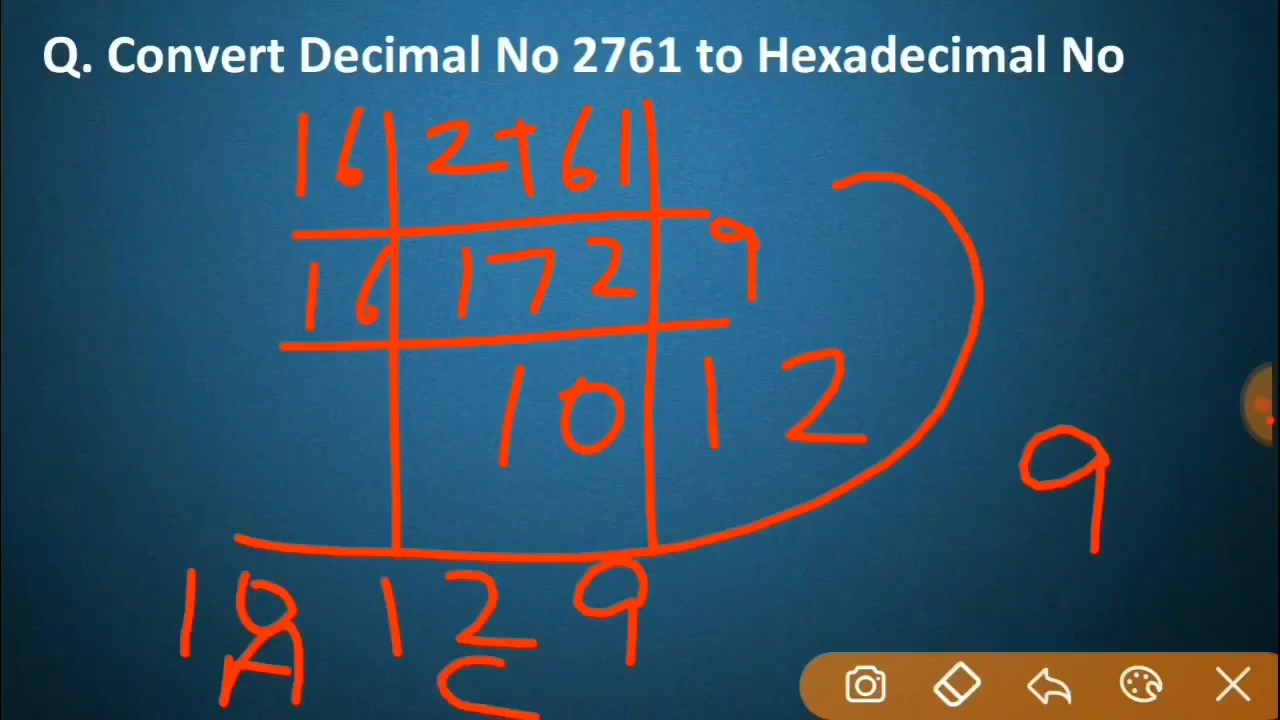 Q. Convert Decimal No 2761 to Hexadecimal No
16 2761
16 172 9
10 12
9
10 12 9
A C